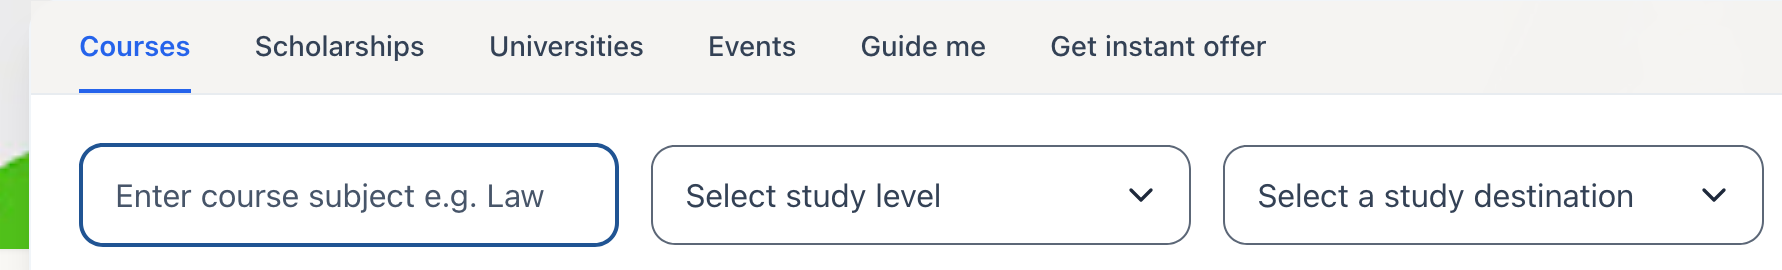 Courses Scholarships Universities Events Guide me Get instant offer
Enter course subject e.g. Law Select study level Select a study destination